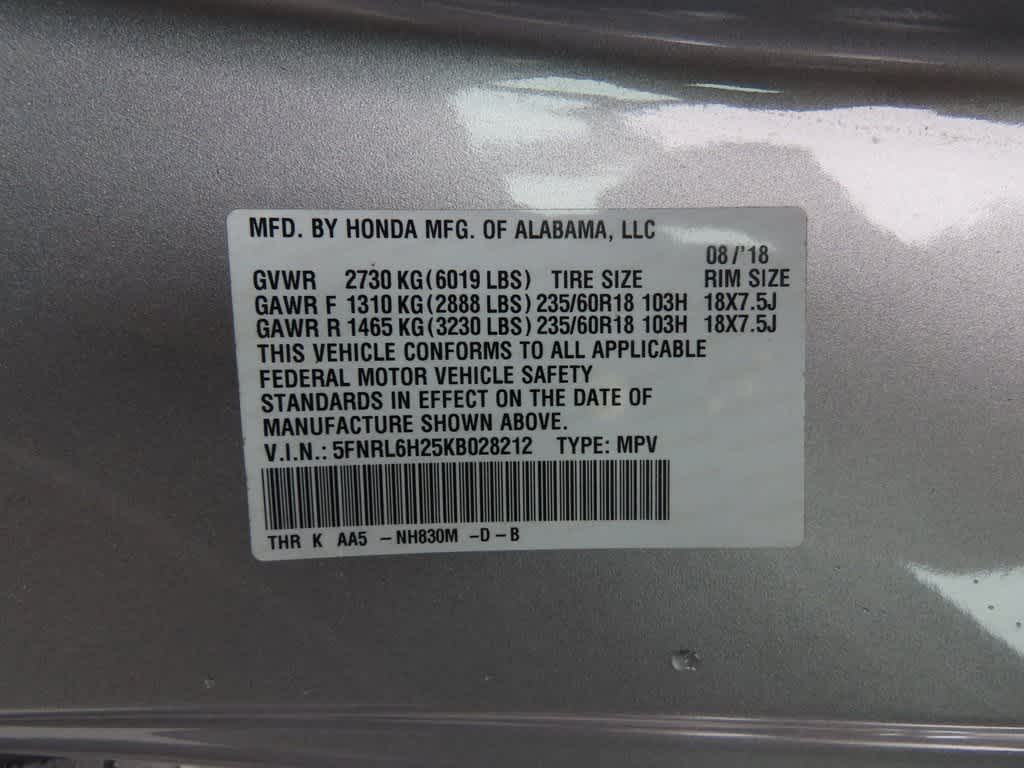 MFD. BY HONDA MFG. OF ALABAMA, LLC
08/'18
GVWR 2730 KG(6019 LBS) TIRE SIZE RIM SIZE
GAWR F 1310 KG(2888 LBS) 235/60R18 103H 18X7.5J
GAWR R 1465 KG(3230 LBS) 235/60R18 103H 18X7.5J
THIS VEHICLE CONFORMS TO ALL APPLICABLE
FEDERAL MOTOR VEHICLE SAFETY
STANDARDS IN EFFECT ON THE DATE OF
MANUFACTURE SHOWN ABOVE.
V.I.N.: 5FNRL6H25KB028212 TYPE: MPV
THR K AA5 -NH830M -D-B